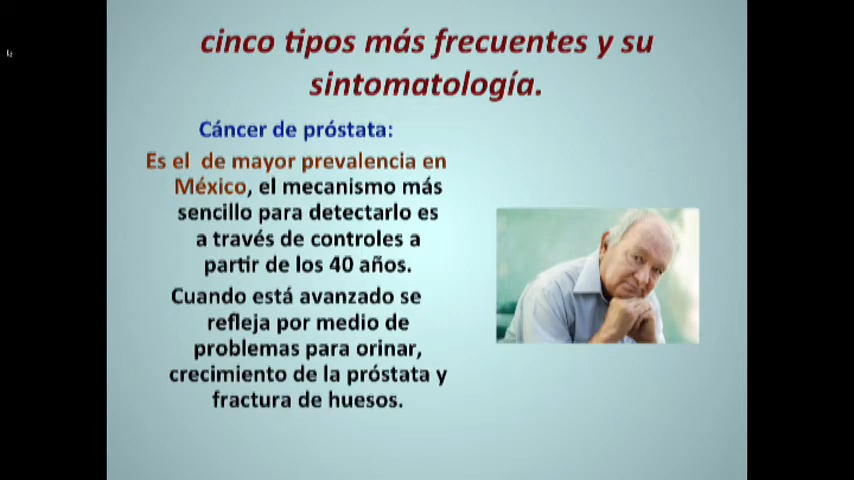 cinco tipos más frecuentes y su
sintomatología.
Cáncer de próstata:
Es el de mayor prevalencia en
México, el mecanismo más
sencillo para detectarlo es
a través de controles a
partir de los 40 años.
Cuando está avanzado se
refleja por medio de
problemas para orinar,
crecimiento de la próstata y
fractura de huesos.